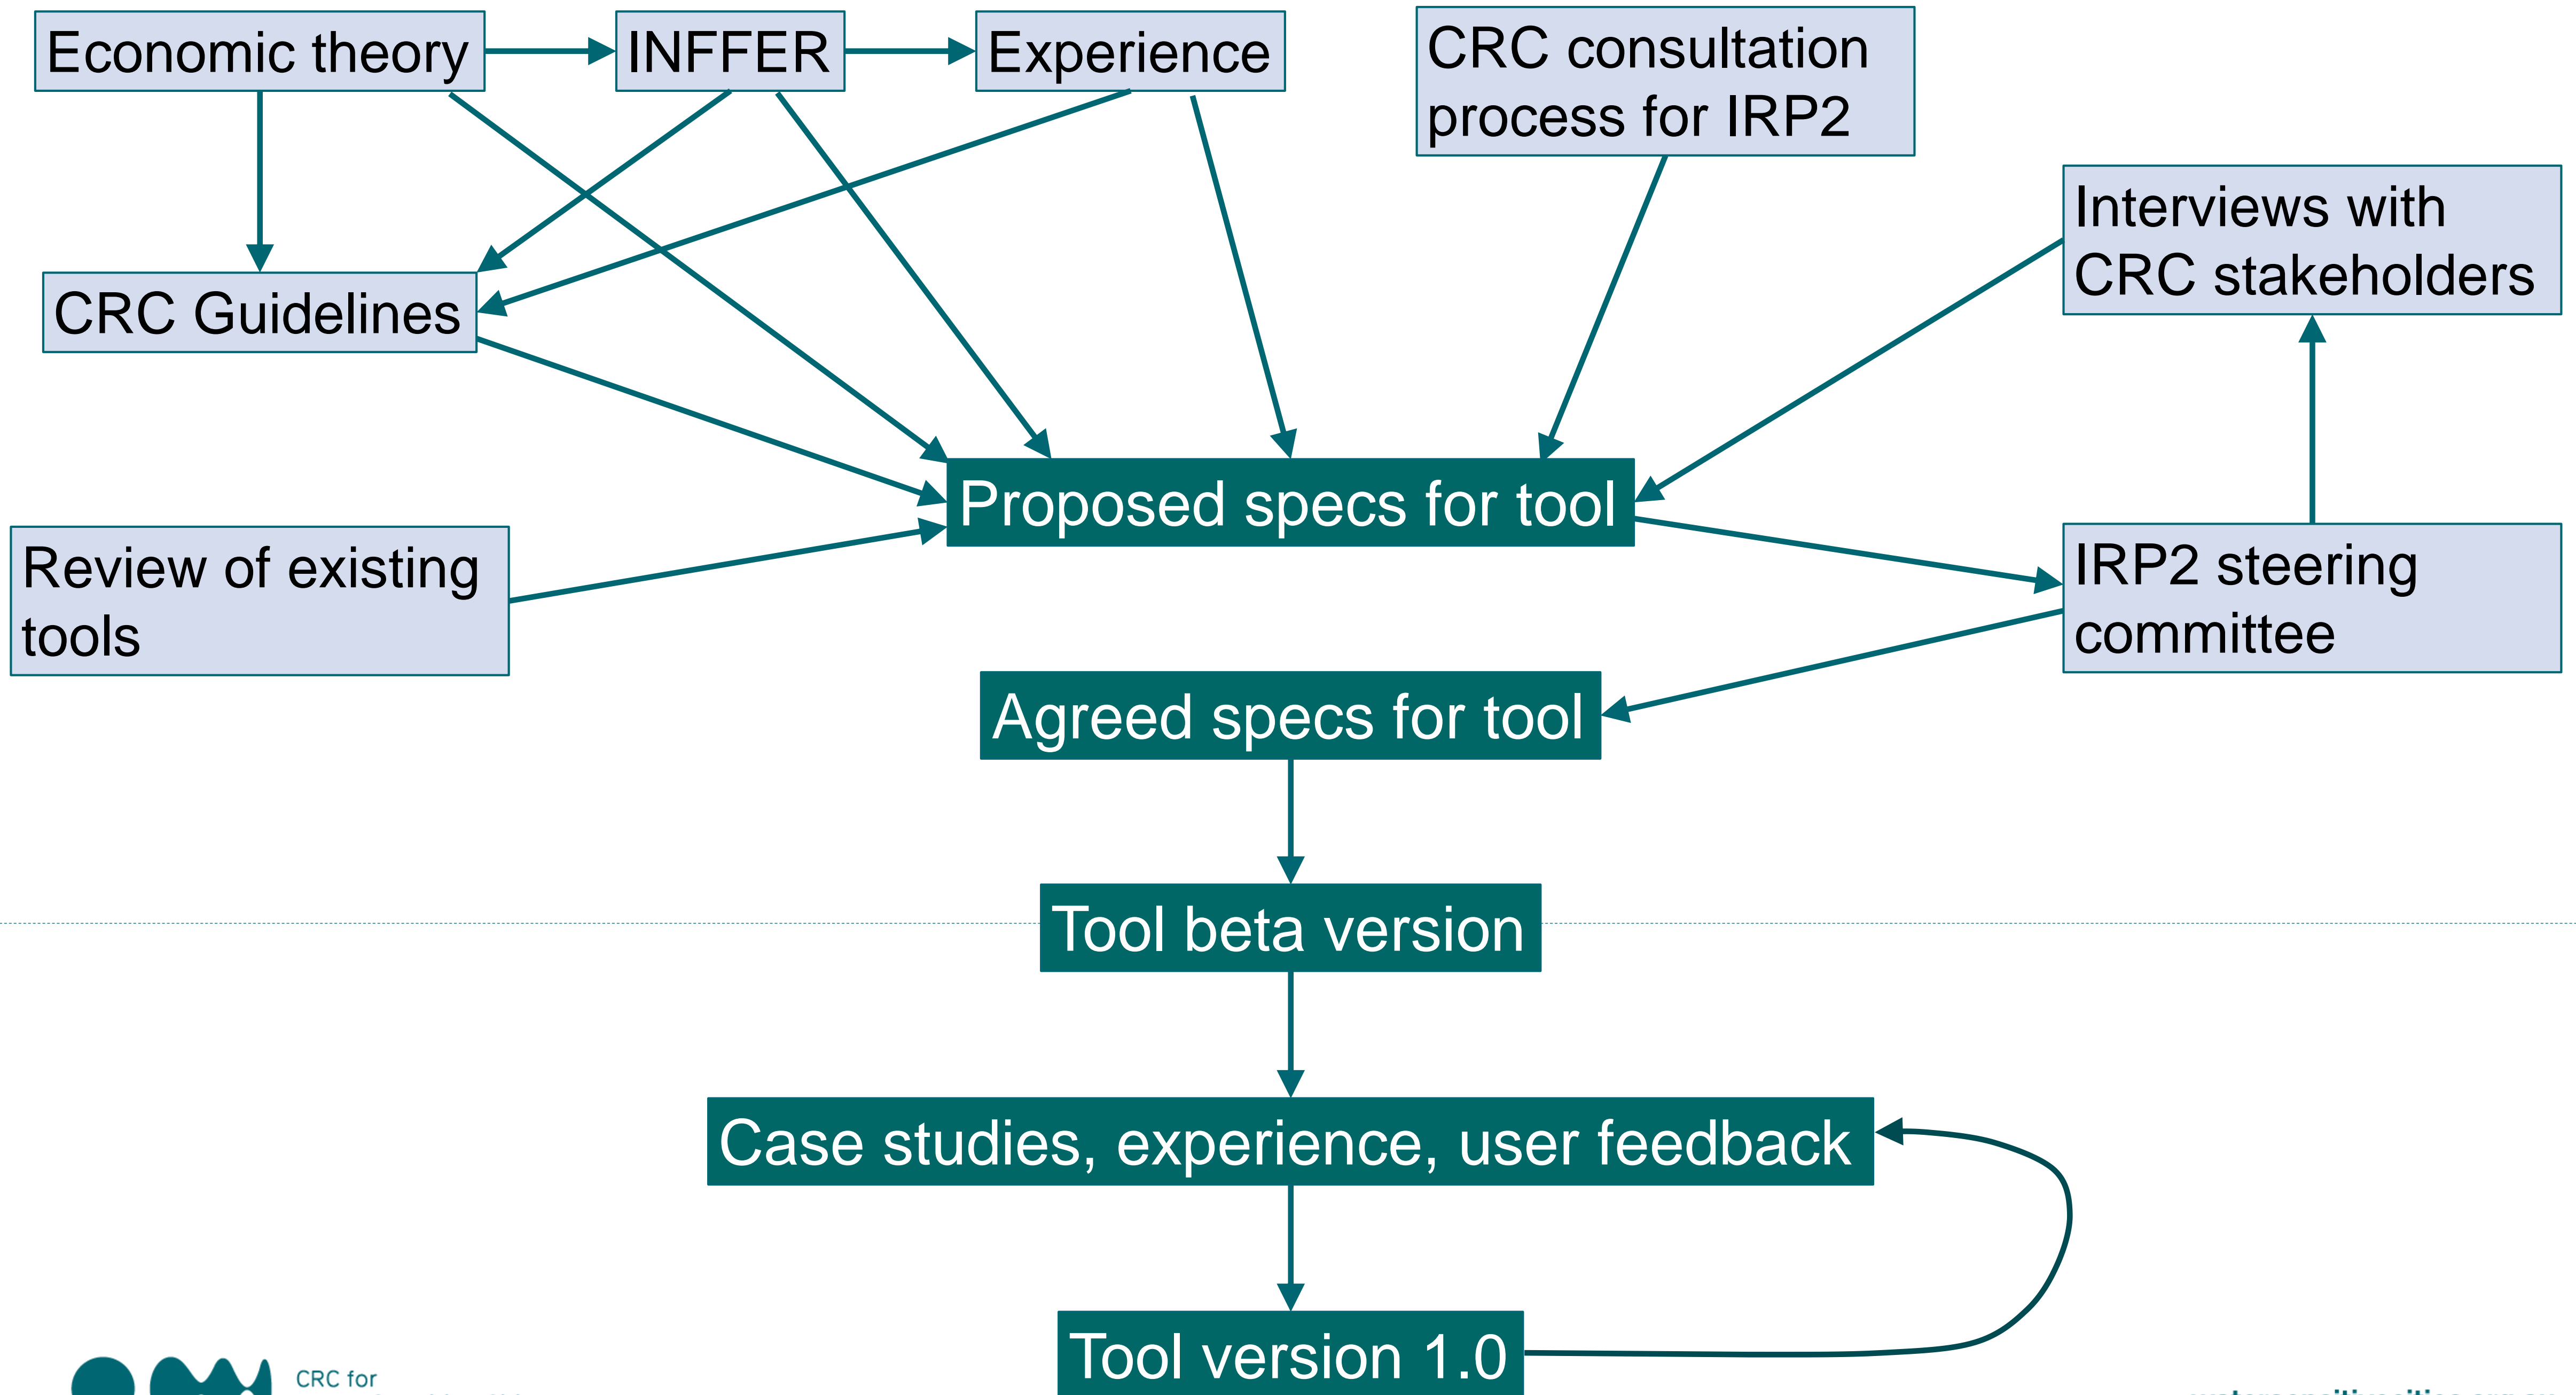 Economic theory
INFFER
Experience
CRC consultation
process for IRP2
Interviews with
CRC stakeholders
CRC Guidelines
Proposed specs for tool
Review of existing
tools
IRP2 steering
committee
Agreed specs for tool
Tool beta version
Case studies, experience, user feedback
Tool version 1.0
CRC for